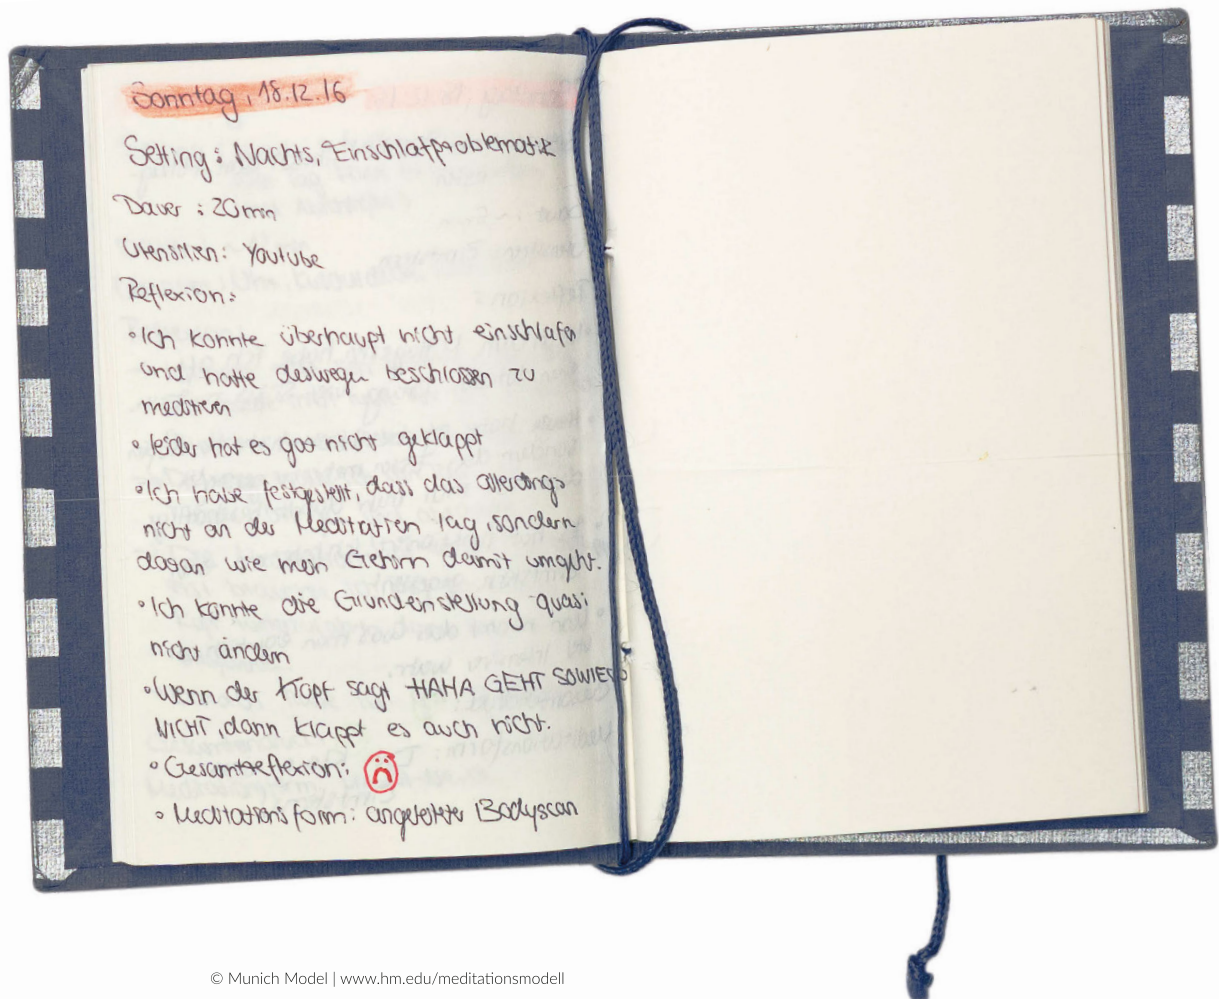 Sonntag, 18.12.16
Setting: Nachts, Einschlafproblematik
Dauer: 20min
Utensilien: Youtube
Reflexion:
• Ich konnte überhaupt nicht einschlafen
und hatte deswegen beschlossen zu
meditieren
• leider hat es gar nicht geklappt
• Ich habe festgestellt, dass das allerdings
nicht an der Meditation lag, sondern
daran wie mein Gehirn damit umgeht.
• Ich konnte die Grundeinstellung quasi
nicht ändern
• Wenn der Kopf sagt HAHA GEHT SOWIESO
NICHT, dann klappt es auch nicht.
• Gesamtreflexion:
• Meditationsform: angeleiteter Bodyscan
© Munich Model | www.hm.edu/meditationsmodell